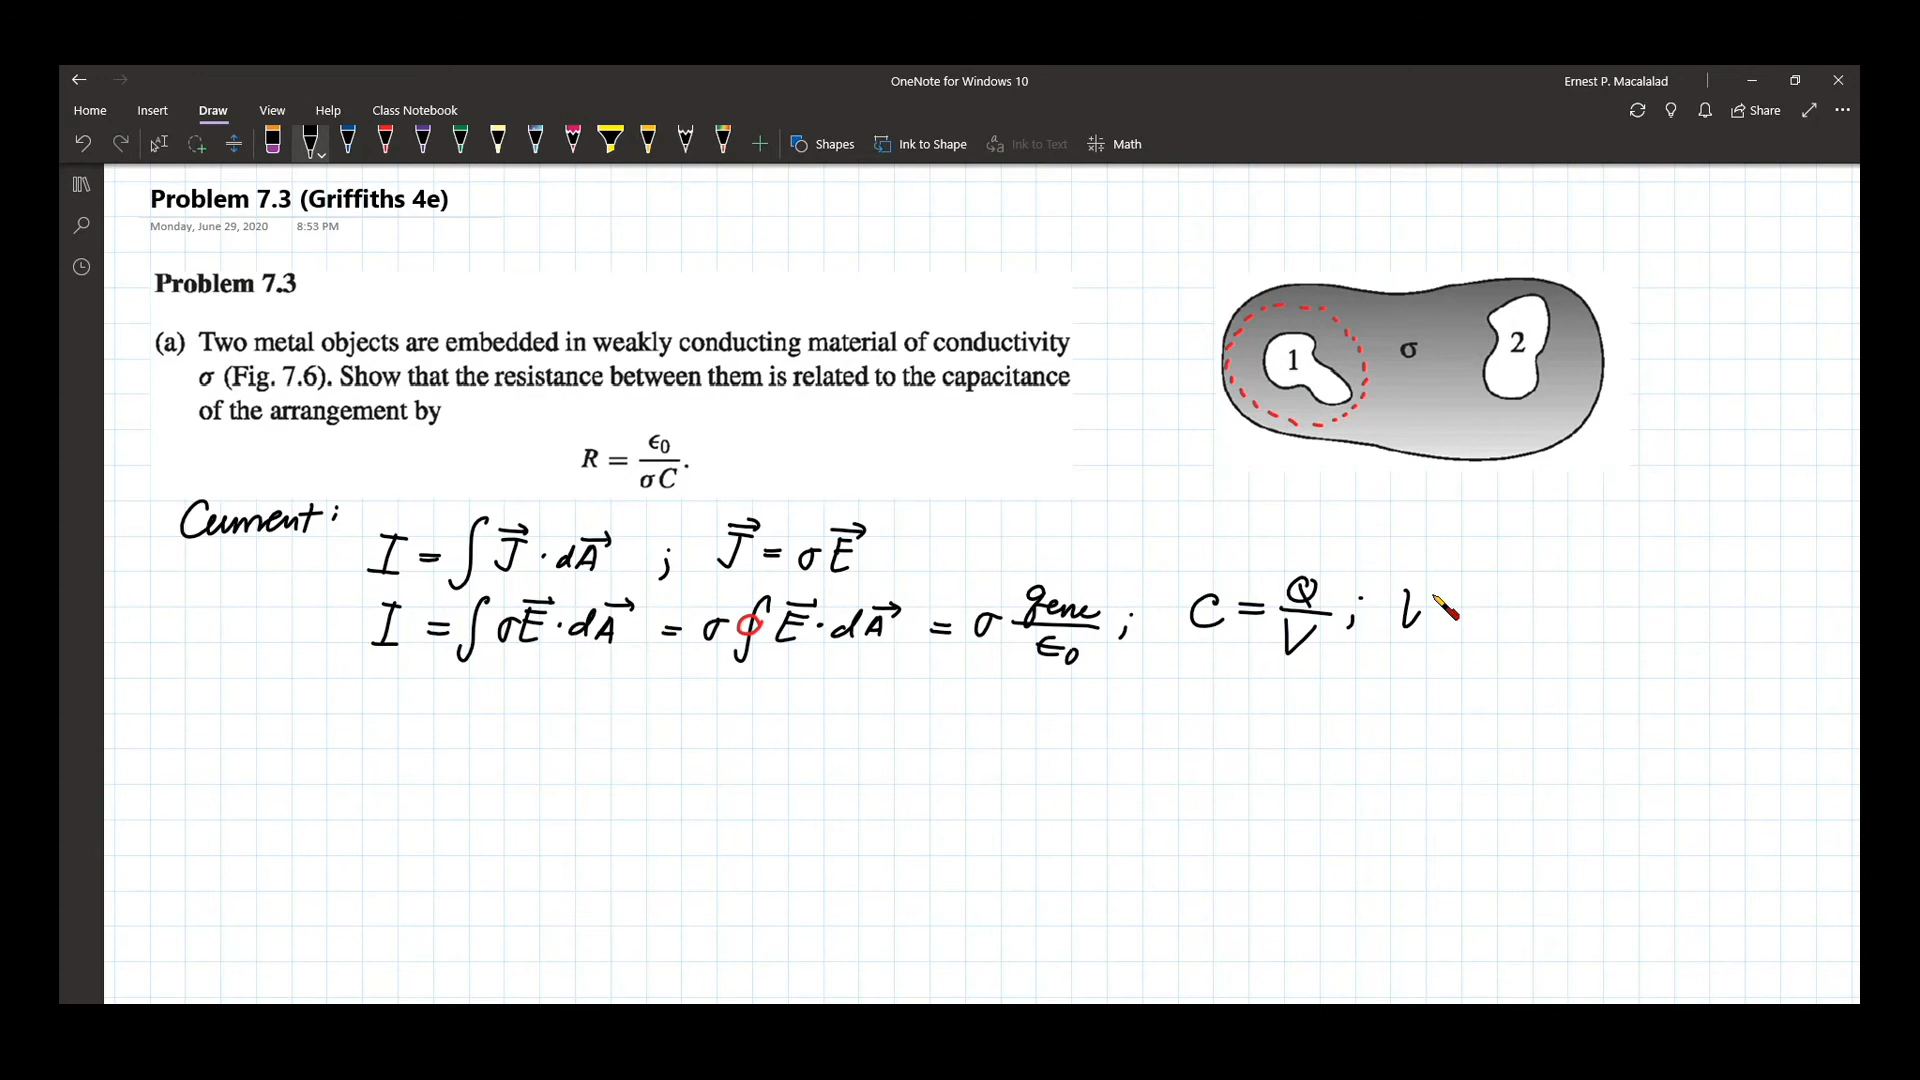 OneNote for Windows 10
Ernest P. Macalalad
Home Insert Draw View Help Class Notebook
Share
Shapes Ink to Shape Ink to Text Math
Problem 7.3 (Griffiths 4e)
Monday, June 29, 2020 8:53 PM
Problem 7.3
(a) Two metal objects are embedded in weakly conducting material of conductivity
σ (Fig. 7.6). Show that the resistance between them is related to the capacitance
of the arrangement by
R = ϵ₀ / σC.
1 σ 2
Current:
I = ∫ J⃗ · dA⃗ ; J⃗ = σE⃗
I = ∫ σE⃗ · dA⃗ = σ ∮ E⃗ · dA⃗ = σ qenc / ϵ₀ ; C = Q / V ;